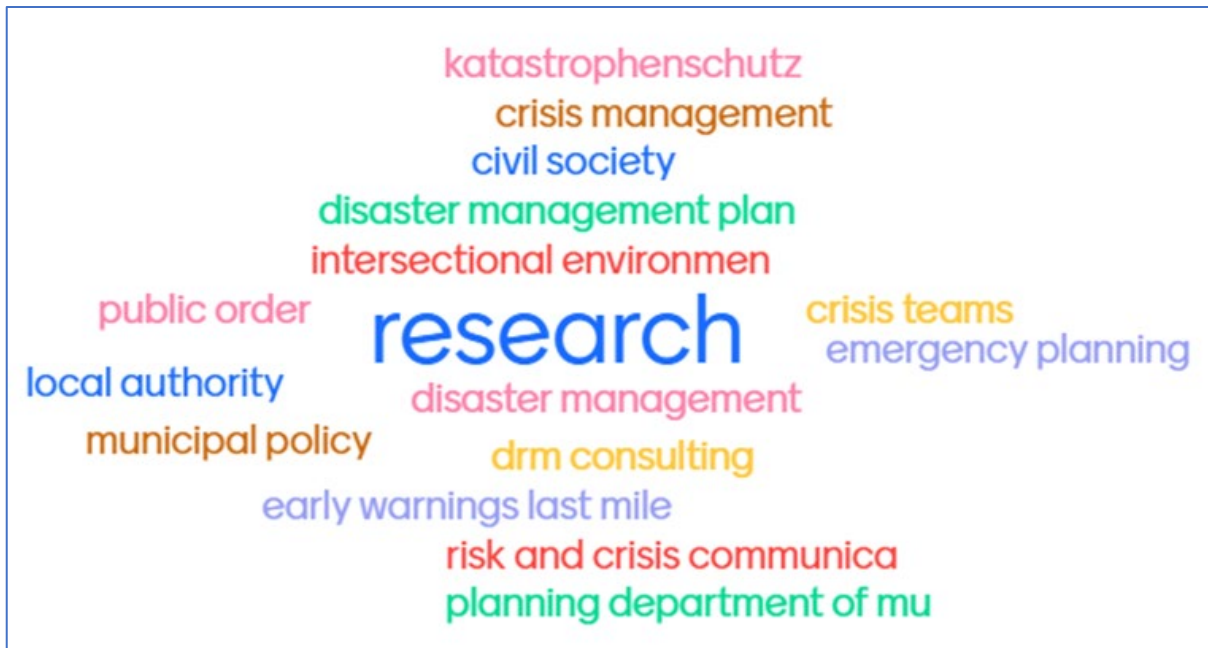 katastrophenschutz
crisis management
civil society
disaster management plan
intersectional environmen
public order
research
crisis teams
emergency planning
local authority
disaster management
municipal policy
drm consulting
early warnings last mile
risk and crisis communica
planning department of mu